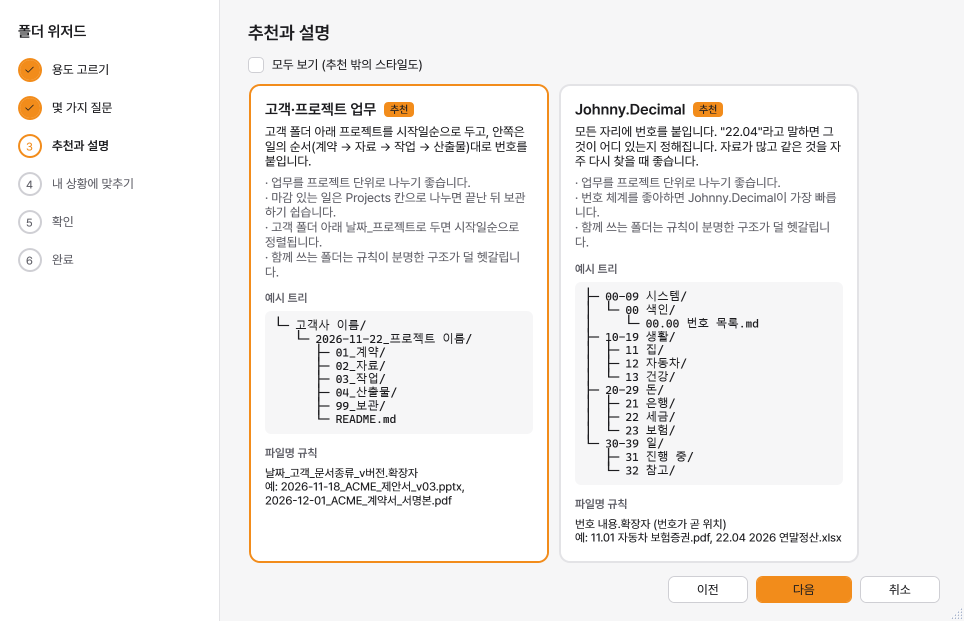 폴더 위저드
용도 고르기
몇 가지 질문
3 추천과 설명
4 내 상황에 맞추기
5 확인
6 완료
추천과 설명
모두 보기 (추천 밖의 스타일도)
고객·프로젝트 업무 추천
고객 폴더 아래 프로젝트를 시작일순으로 두고, 안쪽은
일의 순서(계약 → 자료 → 작업 → 산출물)대로 번호를
붙입니다.
· 업무를 프로젝트 단위로 나누기 좋습니다.
· 마감 있는 일은 Projects 칸으로 나누면 끝난 뒤 보관
하기 쉽습니다.
· 고객 폴더 아래 날짜_프로젝트로 두면 시작일순으로
정렬됩니다.
· 함께 쓰는 폴더는 규칙이 분명한 구조가 덜 헷갈립니
다.
예시 트리
└─ 고객사 이름/
└─ 2026-11-22_프로젝트 이름/
├─ 01_계약/
├─ 02_자료/
├─ 03_작업/
├─ 04_산출물/
├─ 99_보관/
└─ README.md
파일명 규칙
날짜_고객_문서종류_v버전.확장자
예: 2026-11-18_ACME_제안서_v03.pptx,
2026-12-01_ACME_계약서_서명본.pdf
Johnny.Decimal 추천
모든 자리에 번호를 붙입니다. "22.04"라고 말하면 그
것이 어디 있는지 정해집니다. 자료가 많고 같은 것을 자
주 다시 찾을 때 좋습니다.
· 업무를 프로젝트 단위로 나누기 좋습니다.
· 번호 체계를 좋아하면 Johnny.Decimal이 가장 빠릅
니다.
· 함께 쓰는 폴더는 규칙이 분명한 구조가 덜 헷갈립니
다.
예시 트리
├─ 00-09 시스템/
│ └─ 00 색인/
│ └─ 00.00 번호 목록.md
├─ 10-19 생활/
│ ├─ 11 집/
│ ├─ 12 자동차/
│ └─ 13 건강/
├─ 20-29 돈/
│ ├─ 21 은행/
│ ├─ 22 세금/
│ └─ 23 보험/
└─ 30-39 일/
├─ 31 진행 중/
└─ 32 참고/
파일명 규칙
번호 내용.확장자 (번호가 곧 위치)
예: 11.01 자동차 보험증권.pdf, 22.04 2026 연말정산.xlsx
이전
다음
취소